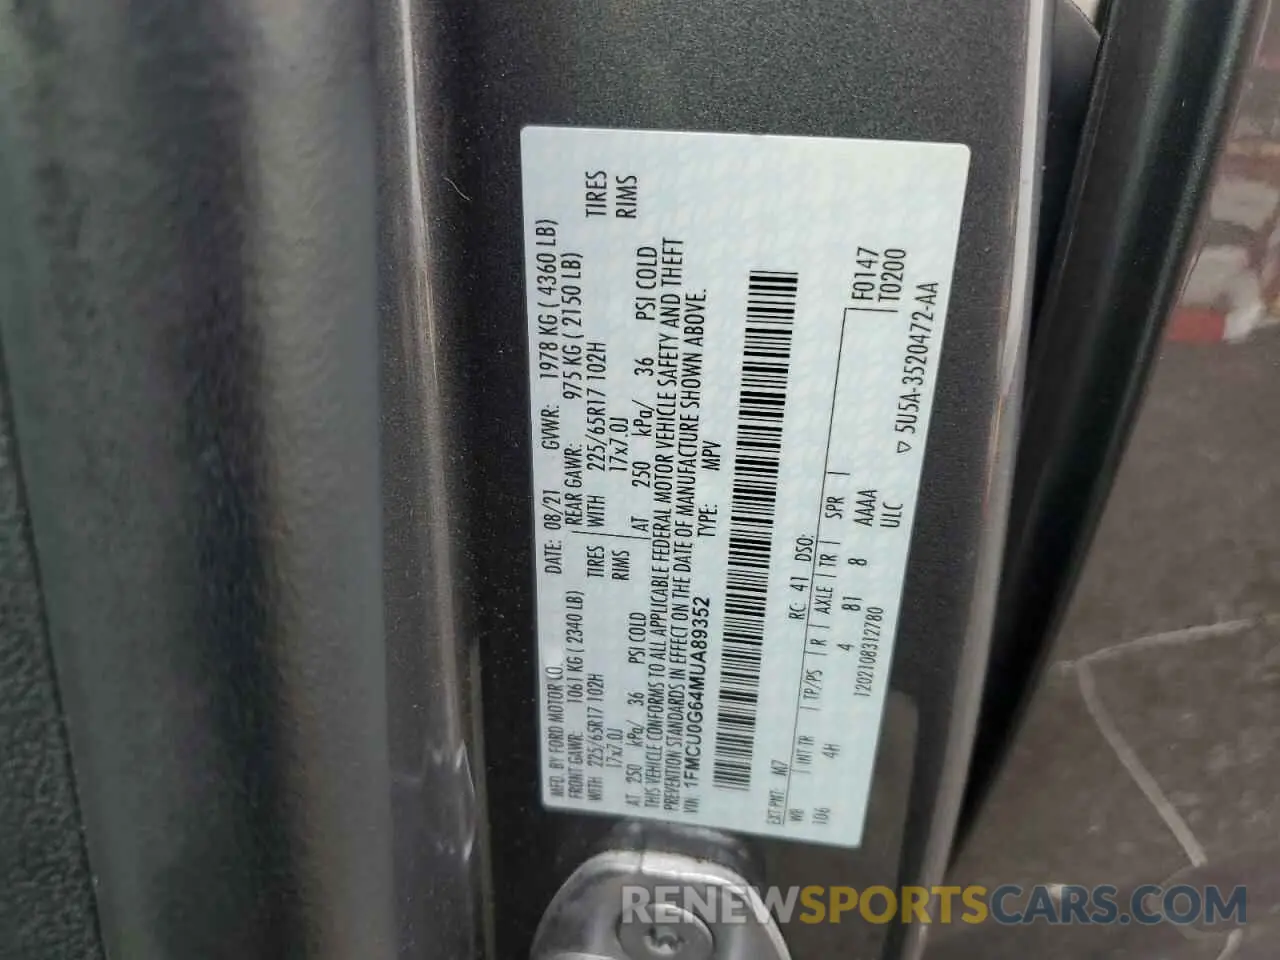 MFD. BY FORD MOTOR CO. DATE: 08/21 GVWR: 1978 KG ( 4360 LB)
FRONT GAWR: 1061 KG ( 2340 LB) REAR GAWR: 975 KG ( 2150 LB)
WITH 225/65R17 102H TIRES WITH 225/65R17 102H TIRES
17x7.0J RIMS 17x7.0J RIMS
AT 250 kPa/ 36 PSI COLD AT 250 kPa/ 36 PSI COLD
THIS VEHICLE CONFORMS TO ALL APPLICABLE FEDERAL MOTOR VEHICLE SAFETY AND THEFT
PREVENTION STANDARDS IN EFFECT ON THE DATE OF MANUFACTURE SHOWN ABOVE.
VIN: 1FMCU0G64MUA89352 TYPE: MPV
EXT PNT: M7 RC: 41 DSO: F0147
WB INT TR TP/PS R AXLE TR SPR T0200
106 4H 4 B1 8 AAAA
ULC
1202108312780
▽ 5U5A-3520472-AA
RENEWSPORTSCARS.COM